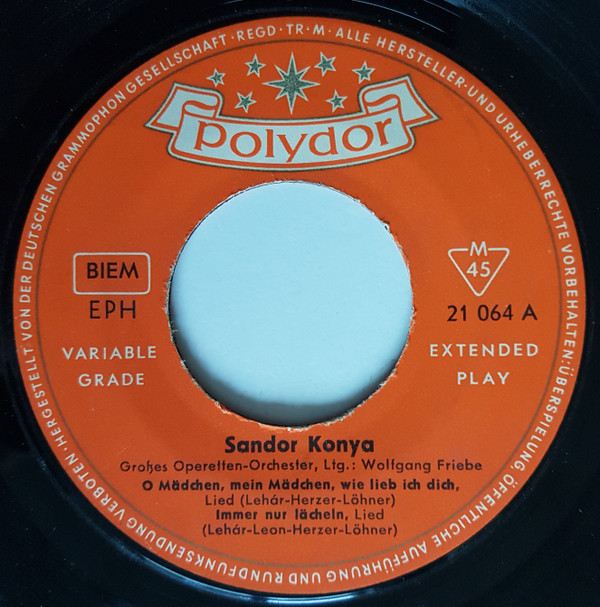 HERGESTELLT VON DER DEUTSCHEN GRAMMOPHON GESELLSCHAFT · REGD · TR · M · ALLE HERSTELLER- UND URHEBERRECHTE VORBEHALTEN: ÜBERSPIELUNG, ÖFFENTLICHE AUFFÜHRUNG UND RUNDFUNKSENDUNG VERBOTEN ·
polydor
BIEM
EPH
M
45
21 064 A
VARIABLE GRADE
EXTENDED PLAY
Sandor Konya
Großes Operetten-Orchester, Ltg.: Wolfgang Friebe
O Mädchen, mein Mädchen, wie lieb ich dich,
Lied (Lehár-Herzer-Löhner)
Immer nur lächeln, Lied
(Lehár-Leon-Herzer-Löhner)